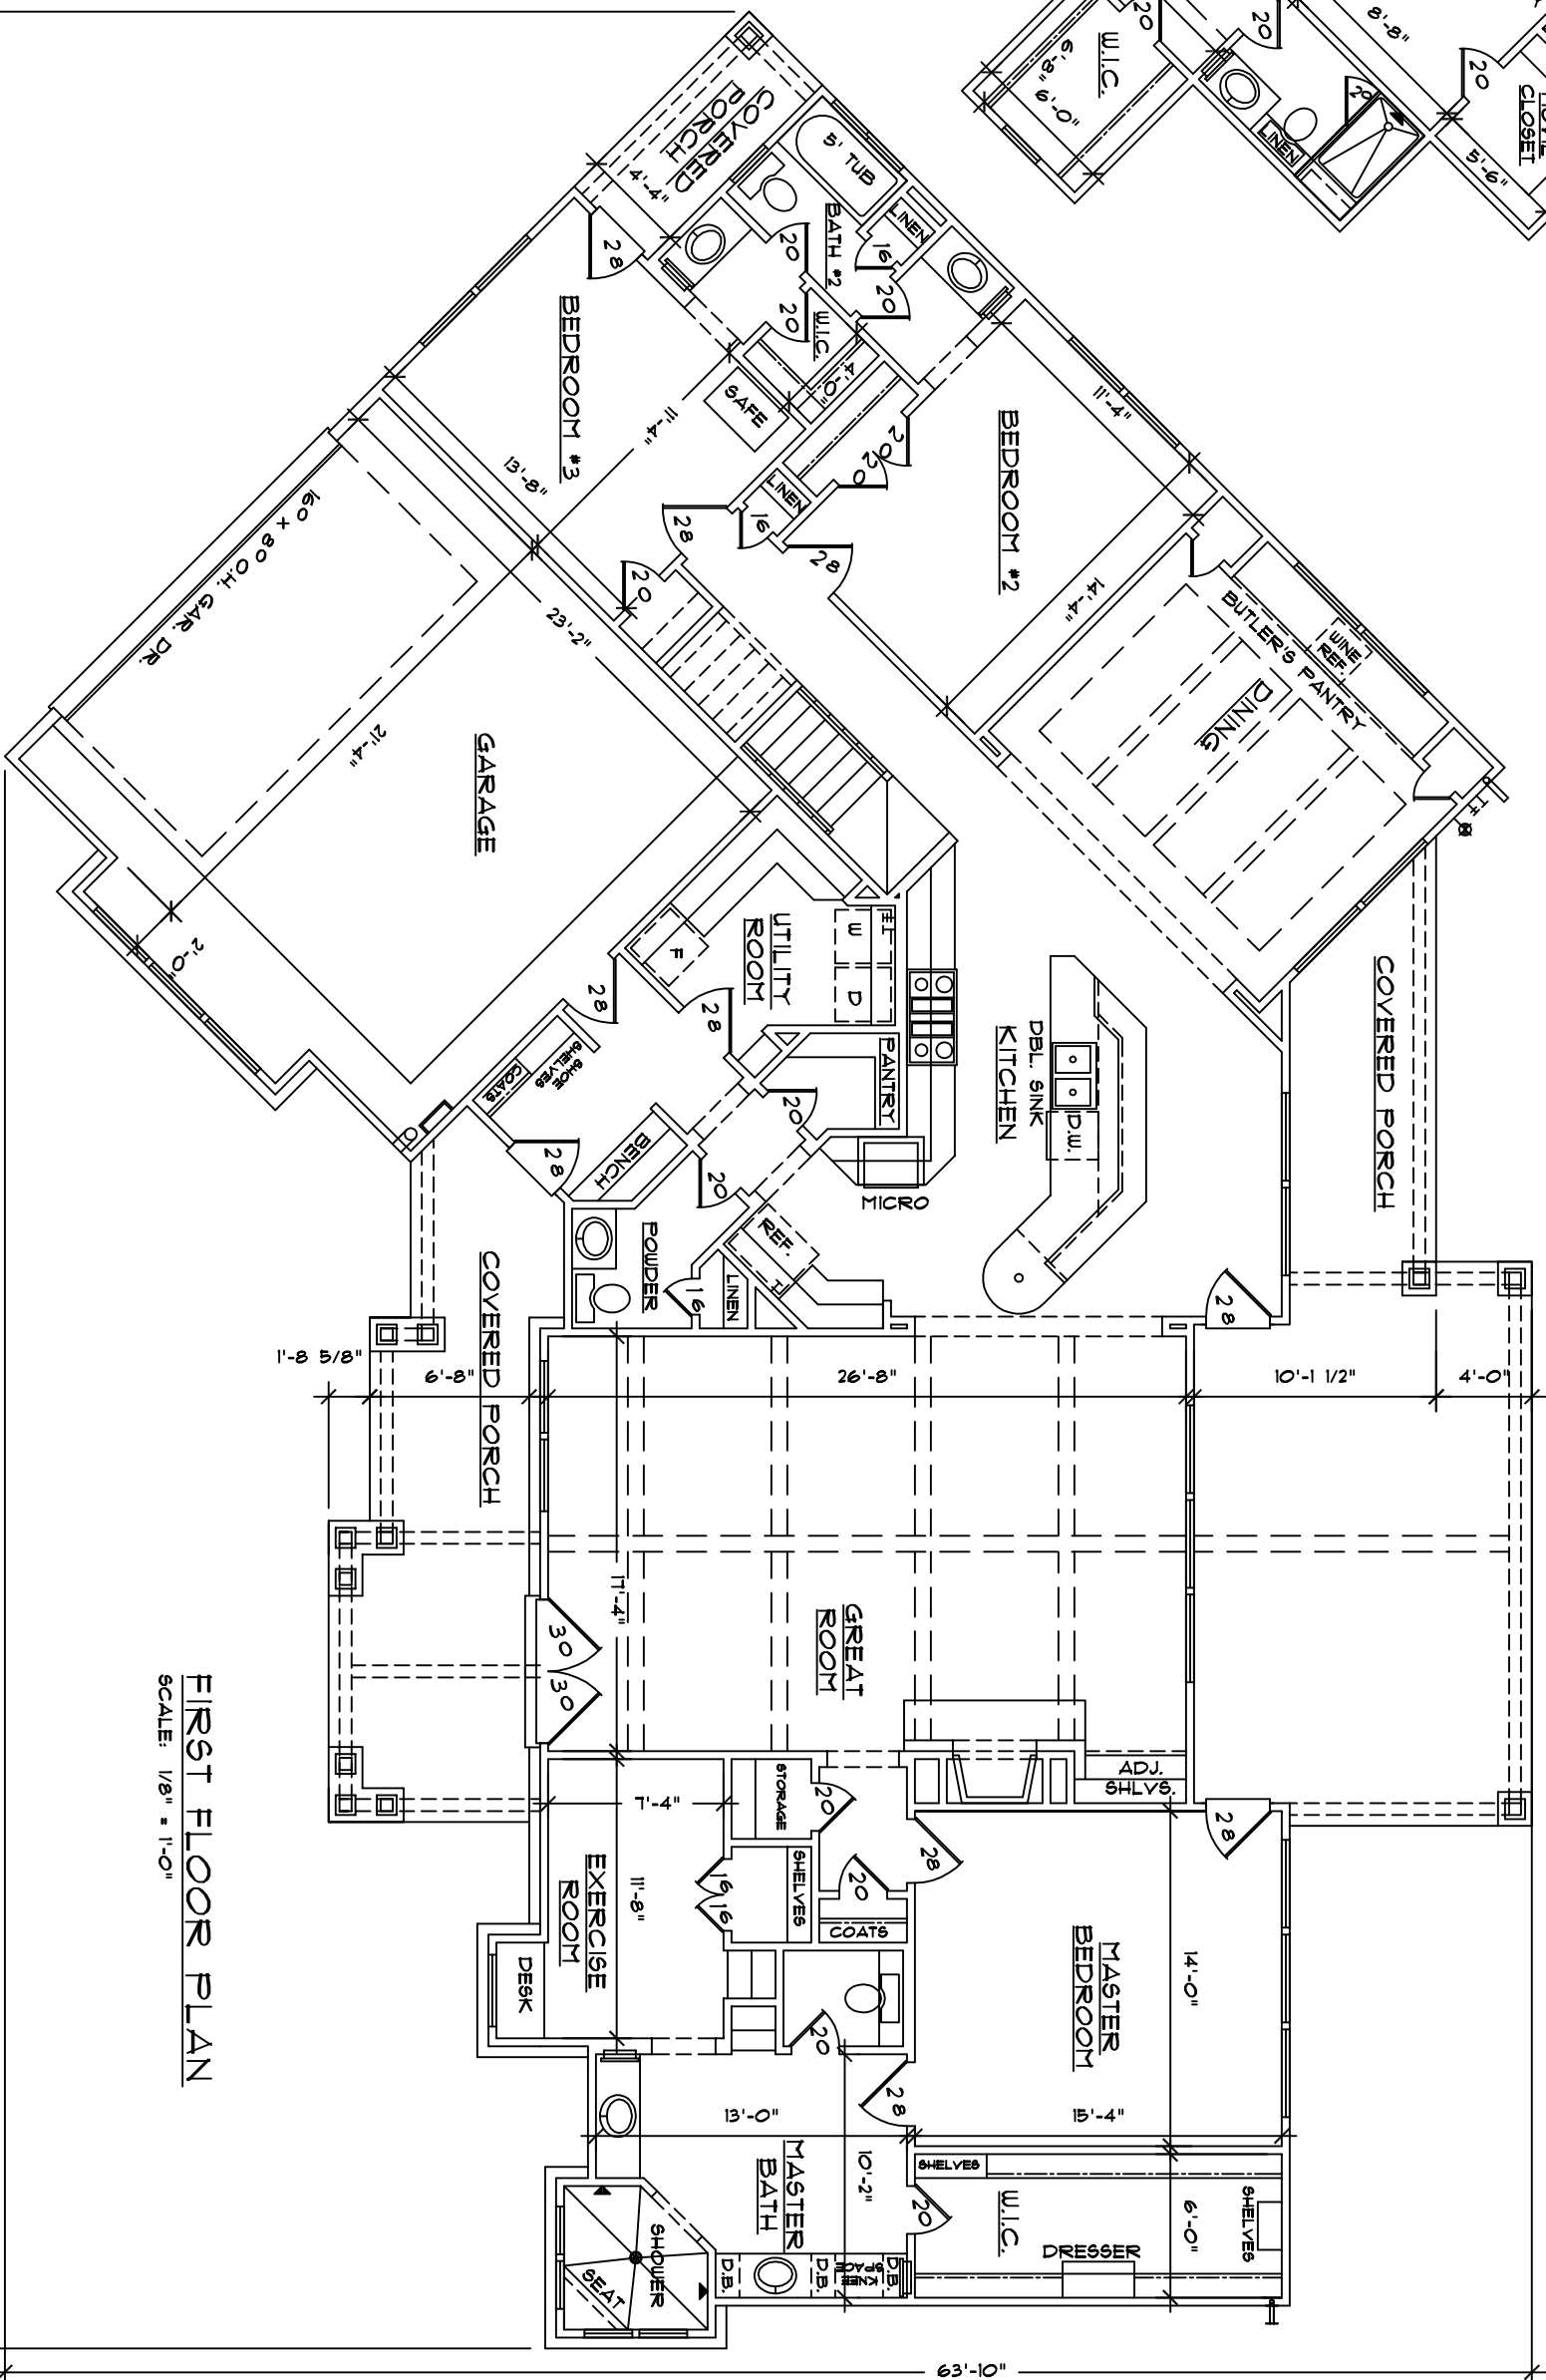 W.I.C.
6'-8"
6'-0"
20
20
20
20
LINEN
8'-8"
CLOSET
5'-6"
COVERED
PORCH
4'-4"
5' TUB
BATH #2
LINEN
16
20
20
20
W.I.C.
4'-0"
SAFE
28
BEDROOM #3
11'-4"
13'-8"
BEDROOM #2
11'-4"
14'-4"
20
20
LINEN
16
28
28
20
BUTLER'S PANTRY
WINE
REF.
DINING
160 x 80 O.H. GAR. DR.
23'-2"
21'-4"
GARAGE
2'-0"
UTILITY
ROOM
F
W
D
28
28
SHOE
SHELVES
COATS
BENCH
28
PANTRY
20
20
MICRO
REF.
KITCHEN
DBL. SINK
D.W.
COVERED PORCH
28
POWDER
16
LINEN
COVERED PORCH
1'-8 5/8"
6'-8"
26'-8"
10'-1 1/2"
4'-0"
17'-4"
GREAT
ROOM
30
30
ADJ.
SHLVS.
28
STORAGE
20
28
7'-4"
16
16
SHELVES
20
COATS
EXERCISE
ROOM
11'-8"
DESK
20
MASTER
BEDROOM
14'-0"
15'-4"
28
13'-0"
MASTER
BATH
10'-2"
SHELVES
20
W.I.C.
6'-0"
SHELVES
DRESSER
SHOWER
SEAT
D.B.
D.B.
KNEE
SPACE
D.B.
63'-10"
FIRST FLOOR PLAN
SCALE: 1/8" = 1'-0"